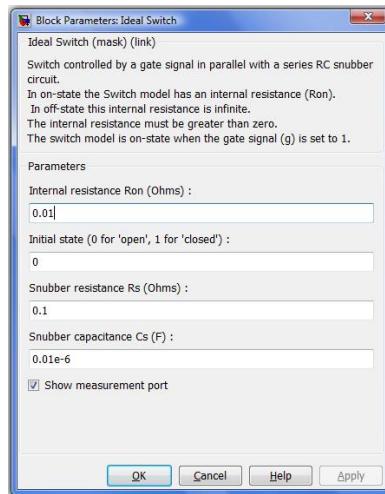 Block Parameters: Ideal Switch
Ideal Switch (mask) (link)
Switch controlled by a gate signal in parallel with a series RC snubber
circuit.
In on-state the Switch model has an internal resistance (Ron).
In off-state this internal resistance is infinite.
The internal resistance must be greater than zero.
The switch model is on-state when the gate signal (g) is set to 1.
Parameters
Internal resistance Ron (Ohms) :
0.01
Initial state (0 for 'open', 1 for 'closed') :
0
Snubber resistance Rs (Ohms) :
0.1
Snubber capacitance Cs (F) :
0.01e-6
Show measurement port
OK Cancel Help Apply